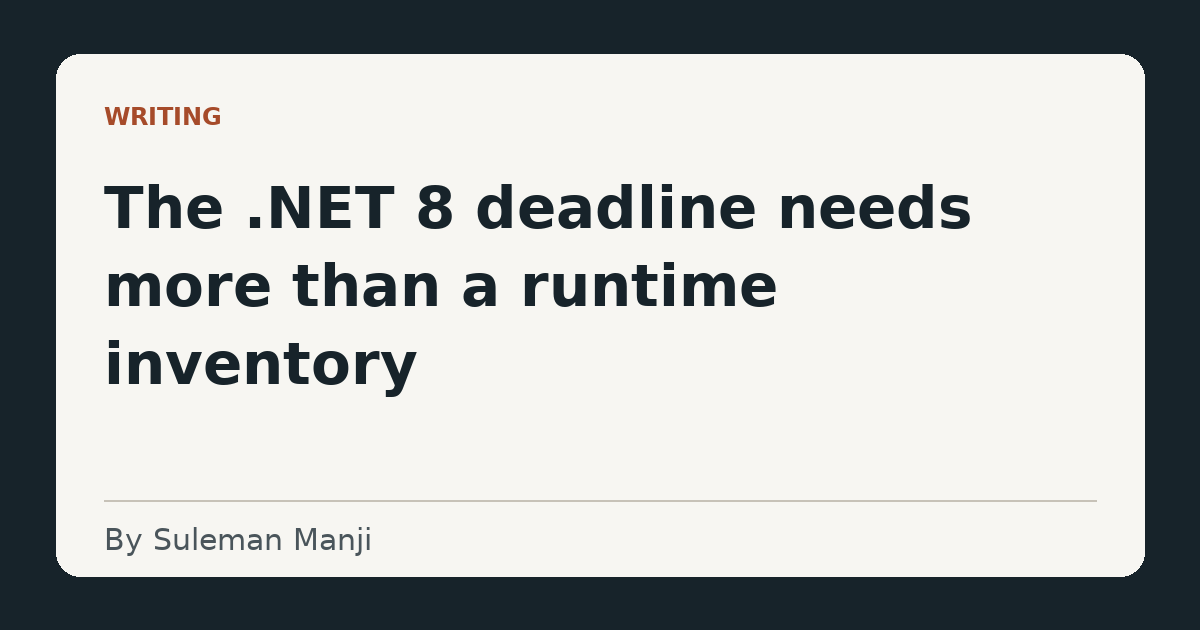 WRITING
The .NET 8 deadline needs
more than a runtime
inventory
By Suleman Manji